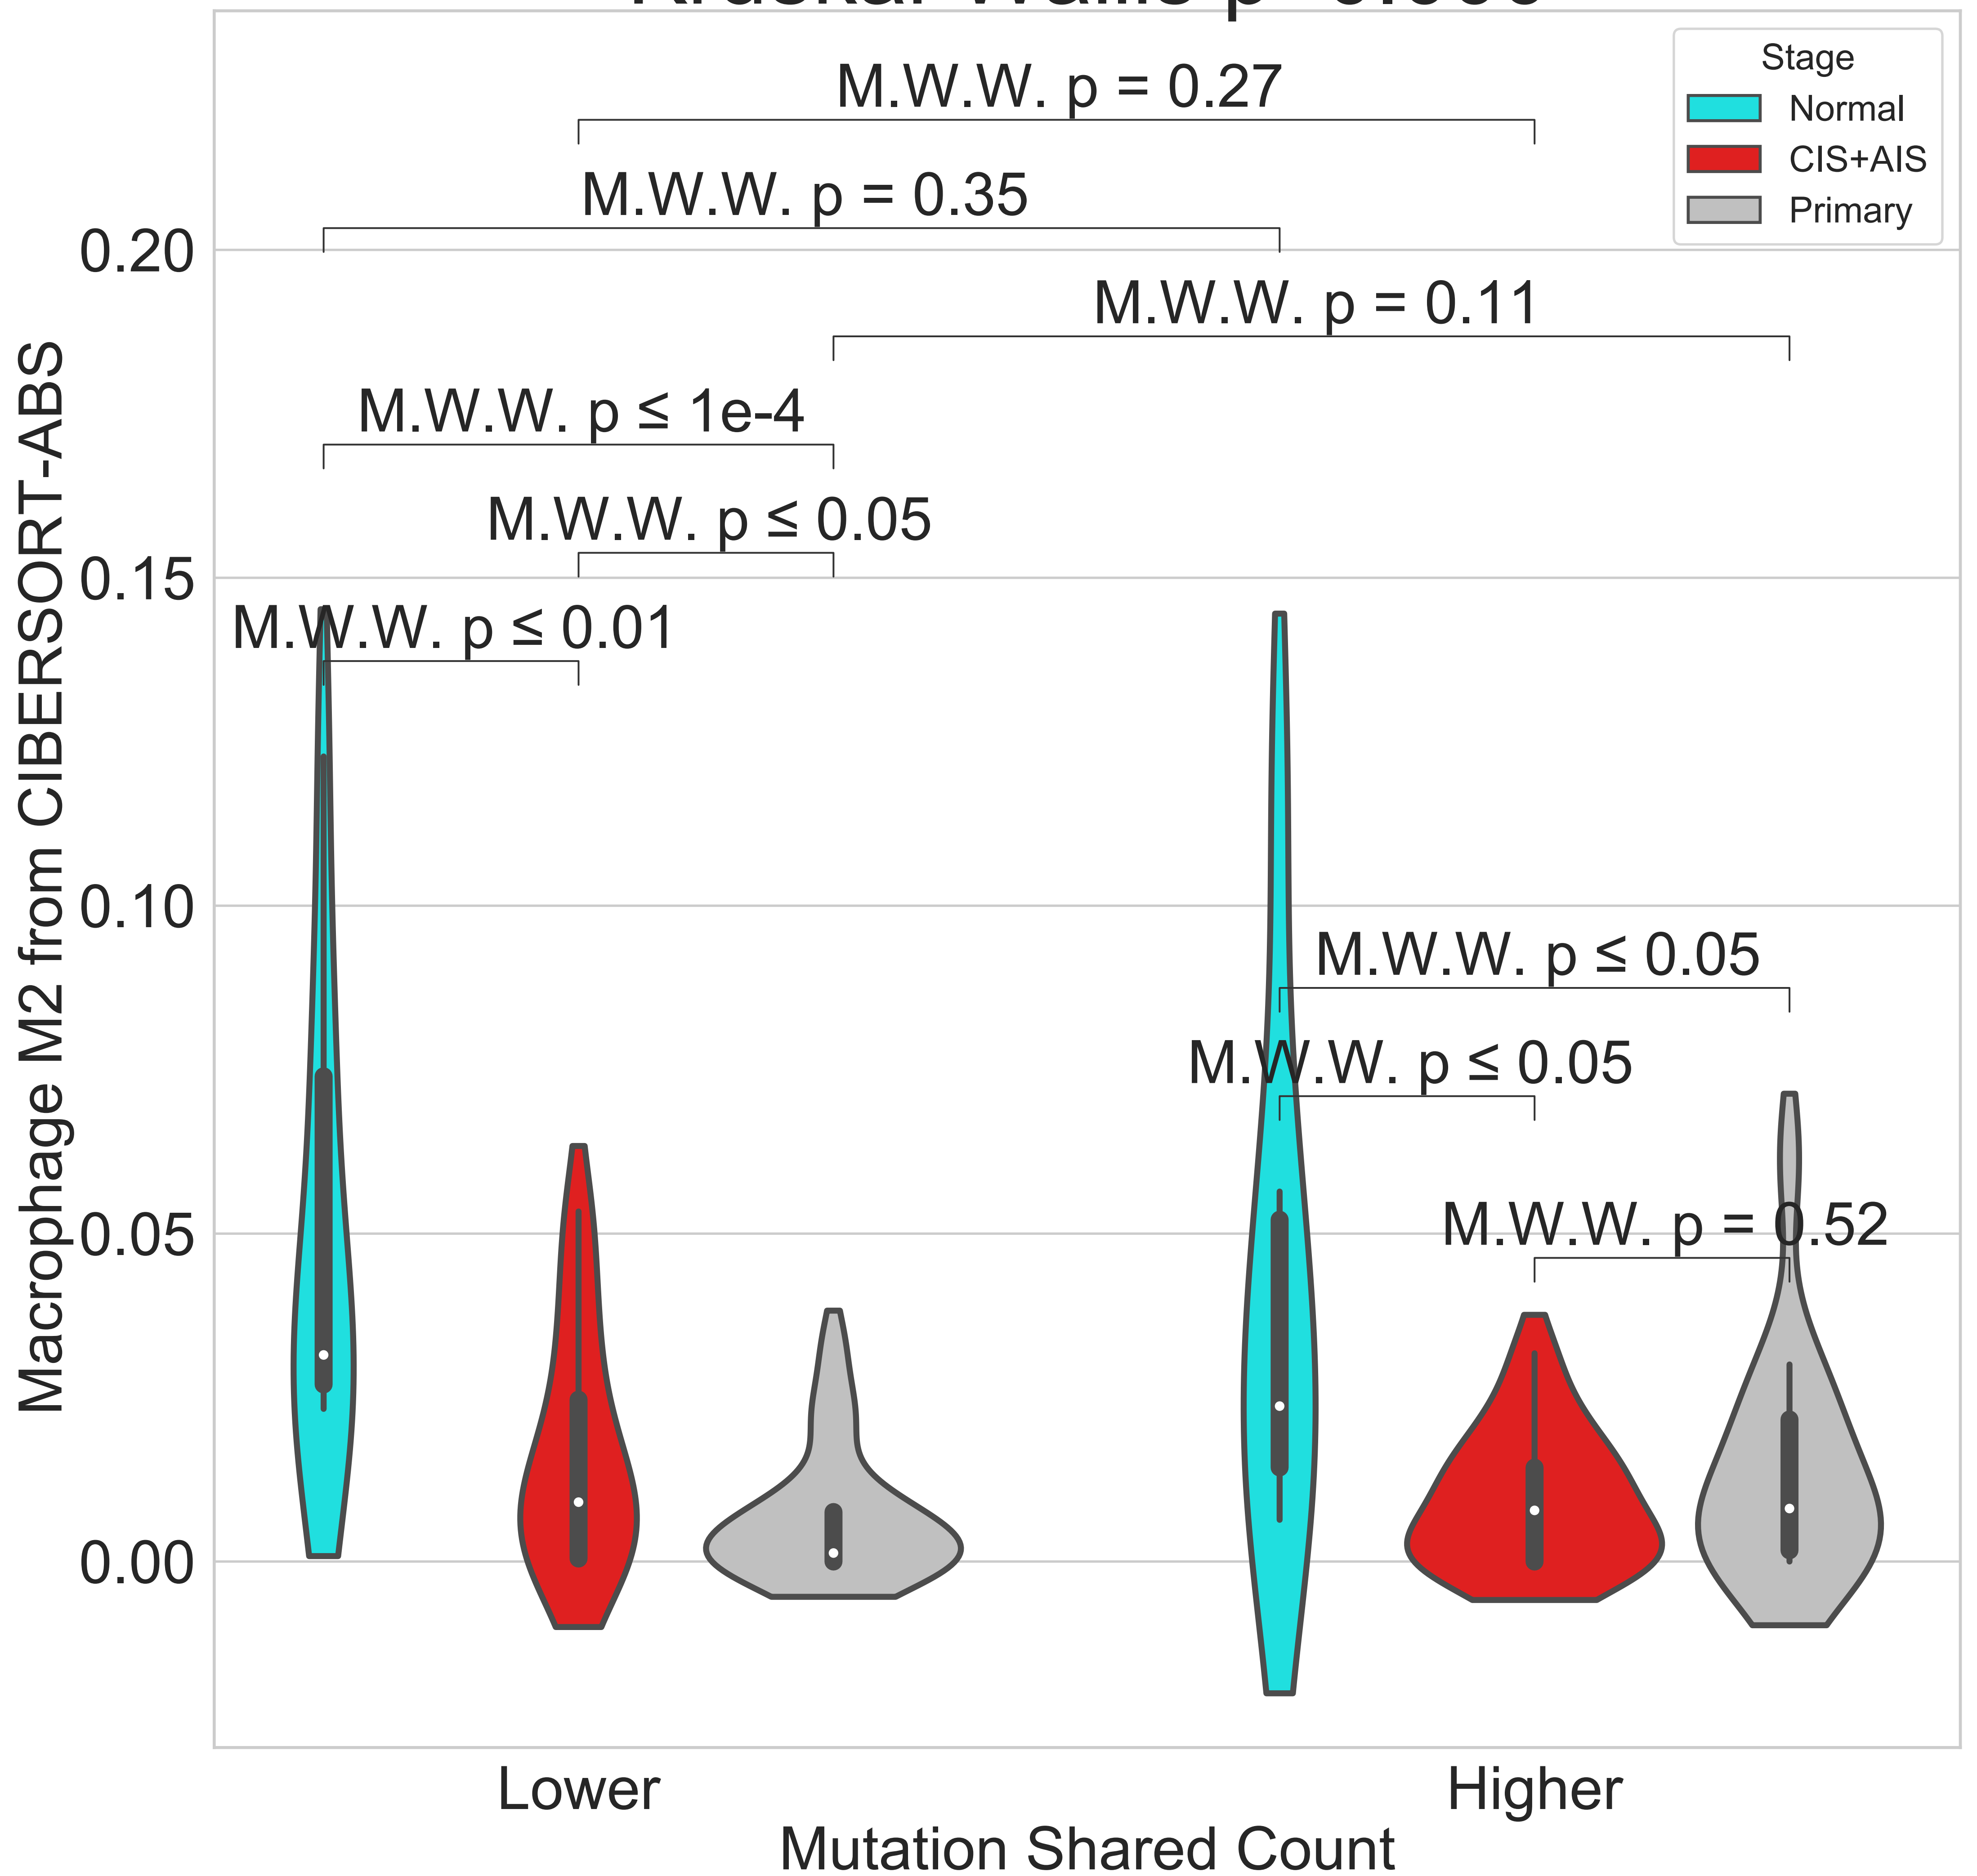 Stage
Normal
CIS+AIS
Primary
M.W.W. p = 0.27
M.W.W. p = 0.35
M.W.W. p = 0.11
M.W.W. p ≤ 1e-4
M.W.W. p ≤ 0.05
M.W.W. p ≤ 0.01
M.W.W. p ≤ 0.05
M.W.W. p ≤ 0.05
M.W.W. p = 0.52
Macrophage M2 from CIBERSORT-ABS
0.20
0.15
0.10
0.05
0.00
Lower
Higher
Mutation Shared Count